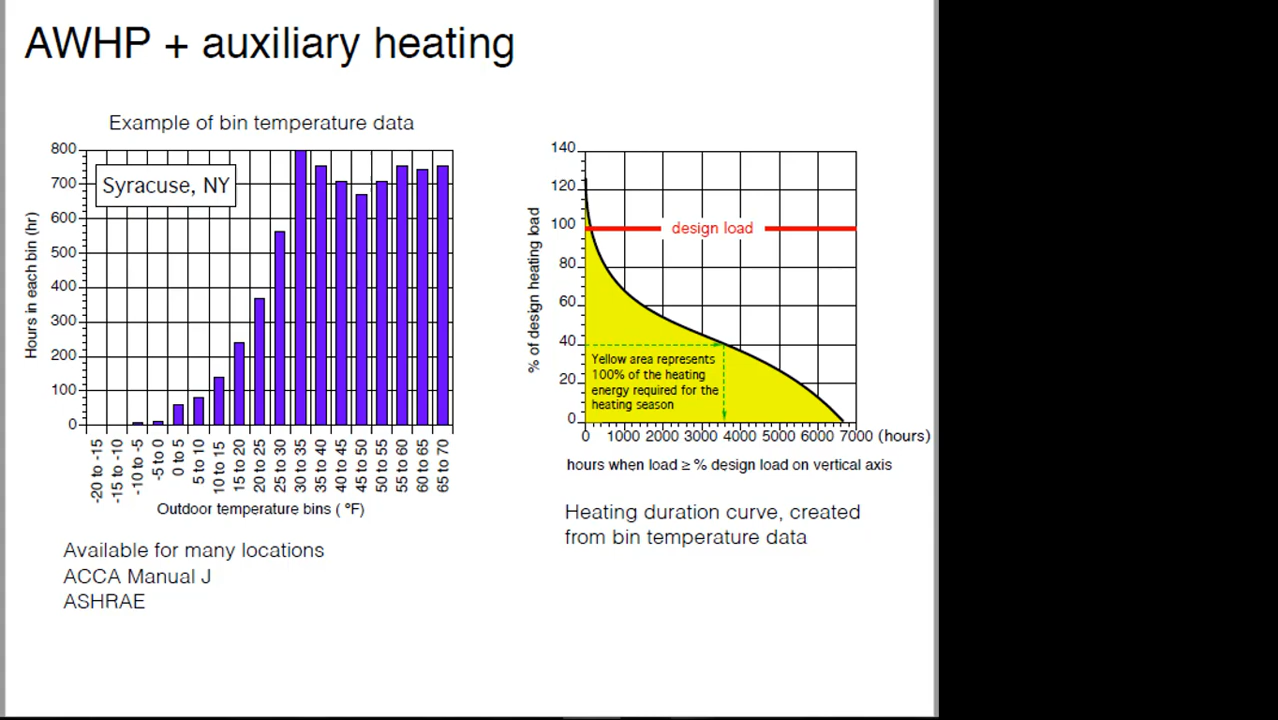 AWHP + auxiliary heating
Example of bin temperature data
Hours in each bin (hr)
800
700
600
500
400
300
200
100
0
Syracuse, NY
-20 to -15
-15 to -10
-10 to -5
-5 to 0
0 to 5
5 to 10
10 to 15
15 to 20
20 to 25
25 to 30
30 to 35
35 to 40
40 to 45
45 to 50
50 to 55
55 to 60
60 to 65
65 to 70
Outdoor temperature bins ( °F)
Available for many locations
ACCA Manual J
ASHRAE
% of design heating load
140
120
100
80
60
40
20
0
design load
Yellow area represents
100% of the heating
energy required for the
heating season
0 1000 2000 3000 4000 5000 6000 7000 (hours)
hours when load ≥ % design load on vertical axis
Heating duration curve, created
from bin temperature data